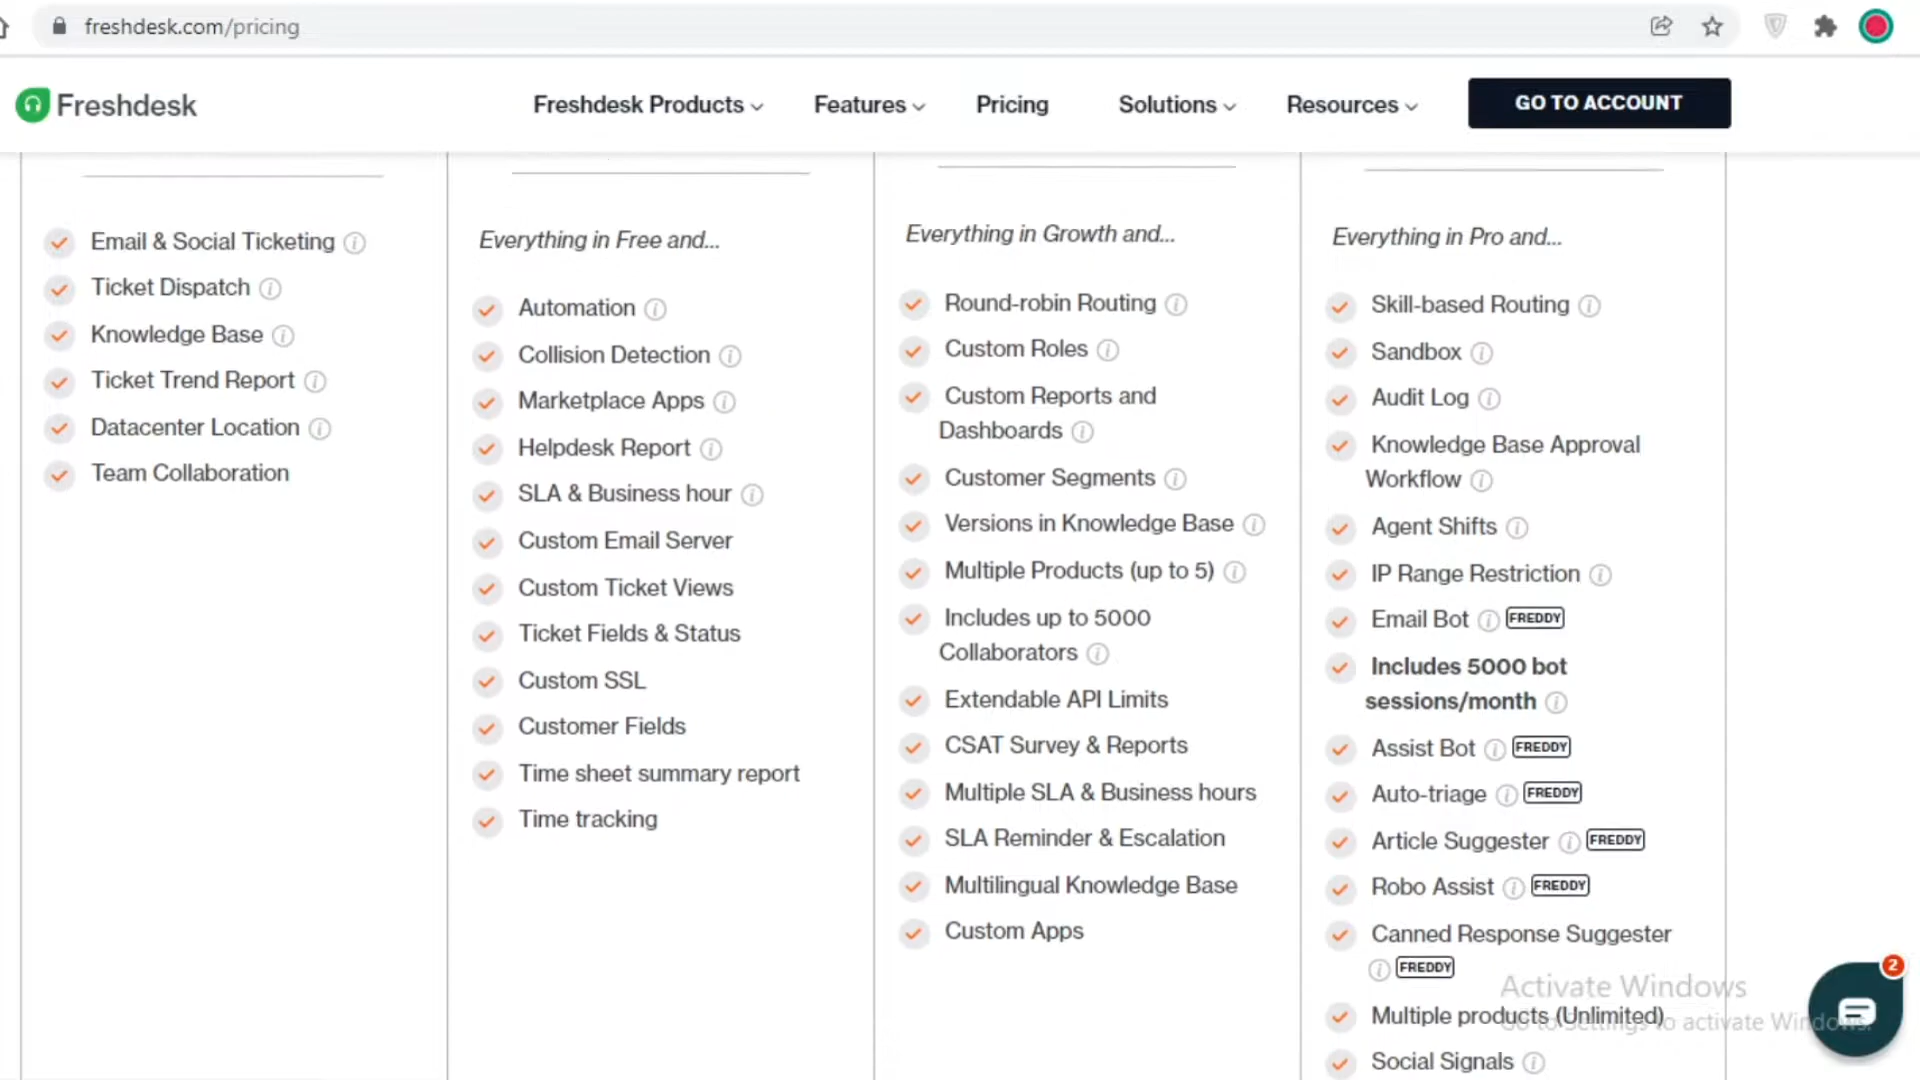 freshdesk.com/pricing
Freshdesk
Freshdesk Products
Features
Pricing
Solutions
Resources
GO TO ACCOUNT
Email & Social Ticketing
Ticket Dispatch
Knowledge Base
Ticket Trend Report
Datacenter Location
Team Collaboration
Everything in Free and...
Automation
Collision Detection
Marketplace Apps
Helpdesk Report
SLA & Business hour
Custom Email Server
Custom Ticket Views
Ticket Fields & Status
Custom SSL
Customer Fields
Time sheet summary report
Time tracking
Everything in Growth and...
Round-robin Routing
Custom Roles
Custom Reports and
Dashboards
Customer Segments
Versions in Knowledge Base
Multiple Products (up to 5)
Includes up to 5000
Collaborators
Extendable API Limits
CSAT Survey & Reports
Multiple SLA & Business hours
SLA Reminder & Escalation
Multilingual Knowledge Base
Custom Apps
Everything in Pro and...
Skill-based Routing
Sandbox
Audit Log
Knowledge Base Approval
Workflow
Agent Shifts
IP Range Restriction
Email Bot FREDDY
Includes 5000 bot
sessions/month
Assist Bot FREDDY
Auto-triage FREDDY
Article Suggester FREDDY
Robo Assist FREDDY
Canned Response Suggester
FREDDY
Multiple products (Unlimited)
Social Signals
Activate Windows
Go to Settings to activate Windows.
2